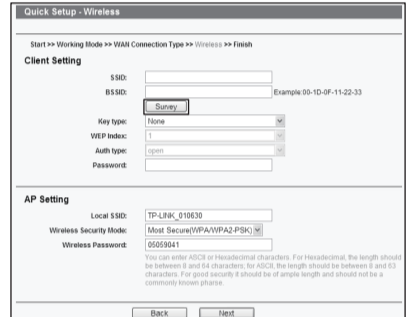 Quick Setup - Wireless
Start >> Working Mode >> WAN Connection Type >> Wireless >> Finish
Client Setting
SSID:
BSSID: Example:00-1D-0F-11-22-33
Survey
Key type: None
WEP Index: 1
Auth type: open
Password:
AP Setting
Local SSID: TP-LINK_010630
Wireless Security Mode: Most Secure(WPA/WPA2-PSK)
Wireless Password: 05059041
You can enter ASCII or Hexadecimal characters. For Hexadecimal, the length should
be between 8 and 64 characters; for ASCII, the length should be between 8 and 63
characters. For good security it should be of ample length and should not be a
commonly known pharse.
Back Next